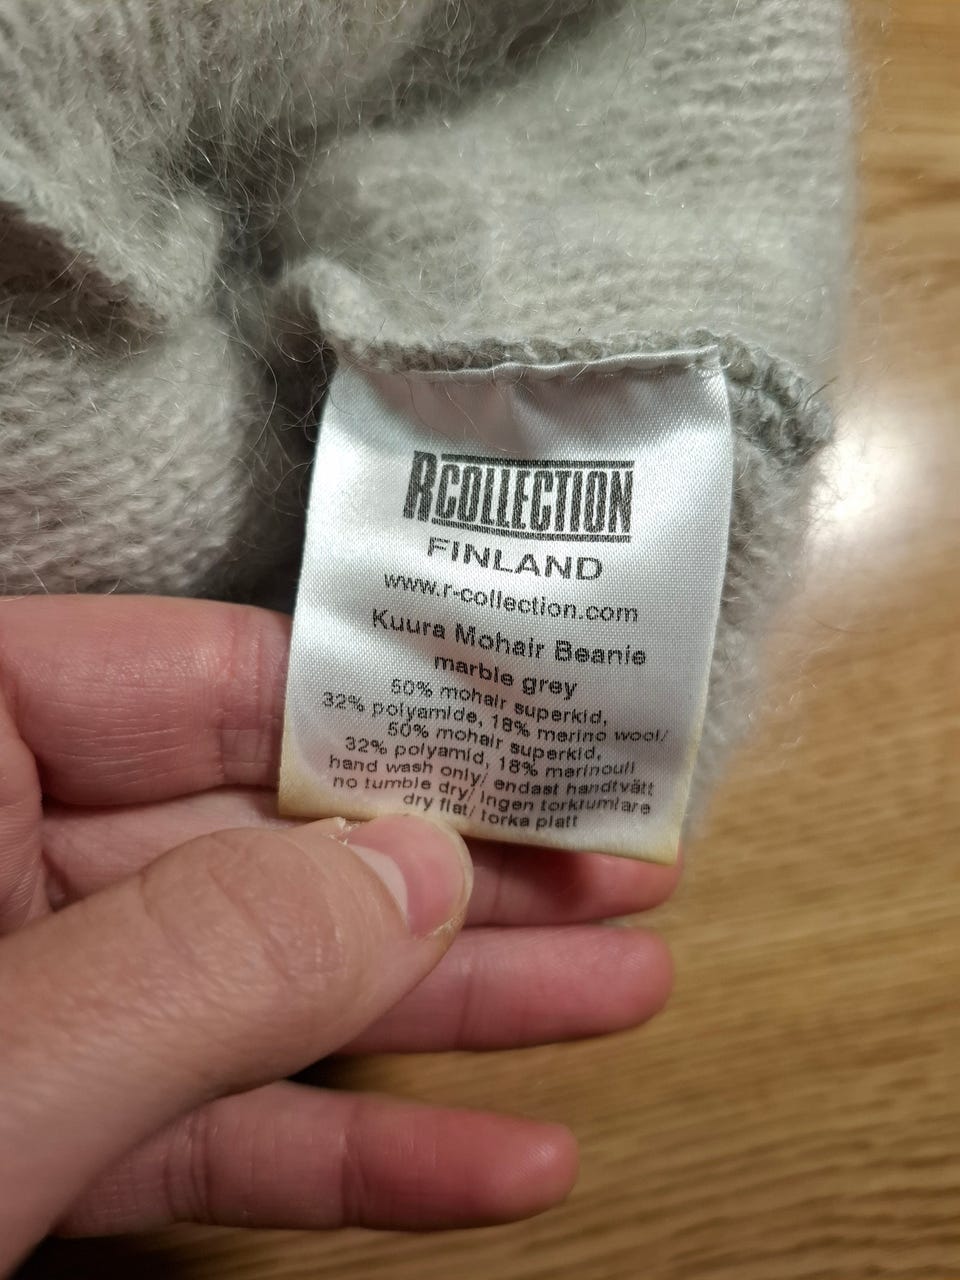 RCOLLECTION
FINLAND
www.r-collection.com
Kuura Mohair Beanie
marble grey
50% mohair superkid,
32% polyamide, 18% merino wool/
50% mohair superkid,
32% polyamid, 18% merinoull
hand wash only/ endast handtvätt
no tumble dry/ Ingen torktumlare
dry flat/ torka platt